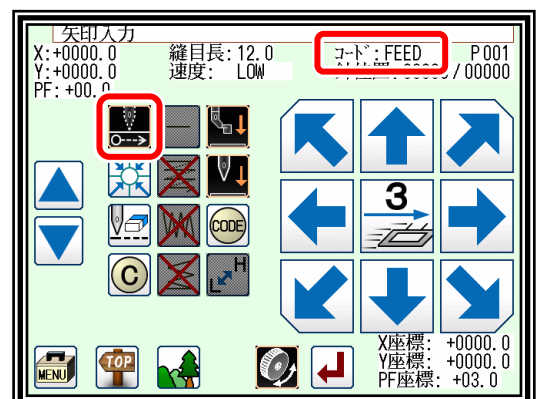 矢印入力
X:+0000.0 縫目長:12.0 コード:FEED P001
Y:+0000.0 速度: LOW /00000
PF:+00.0
3
CODE
C
H
L
X座標: +0000.0
Y座標: +0000.0
PF座標: +03.0
MENU TOP